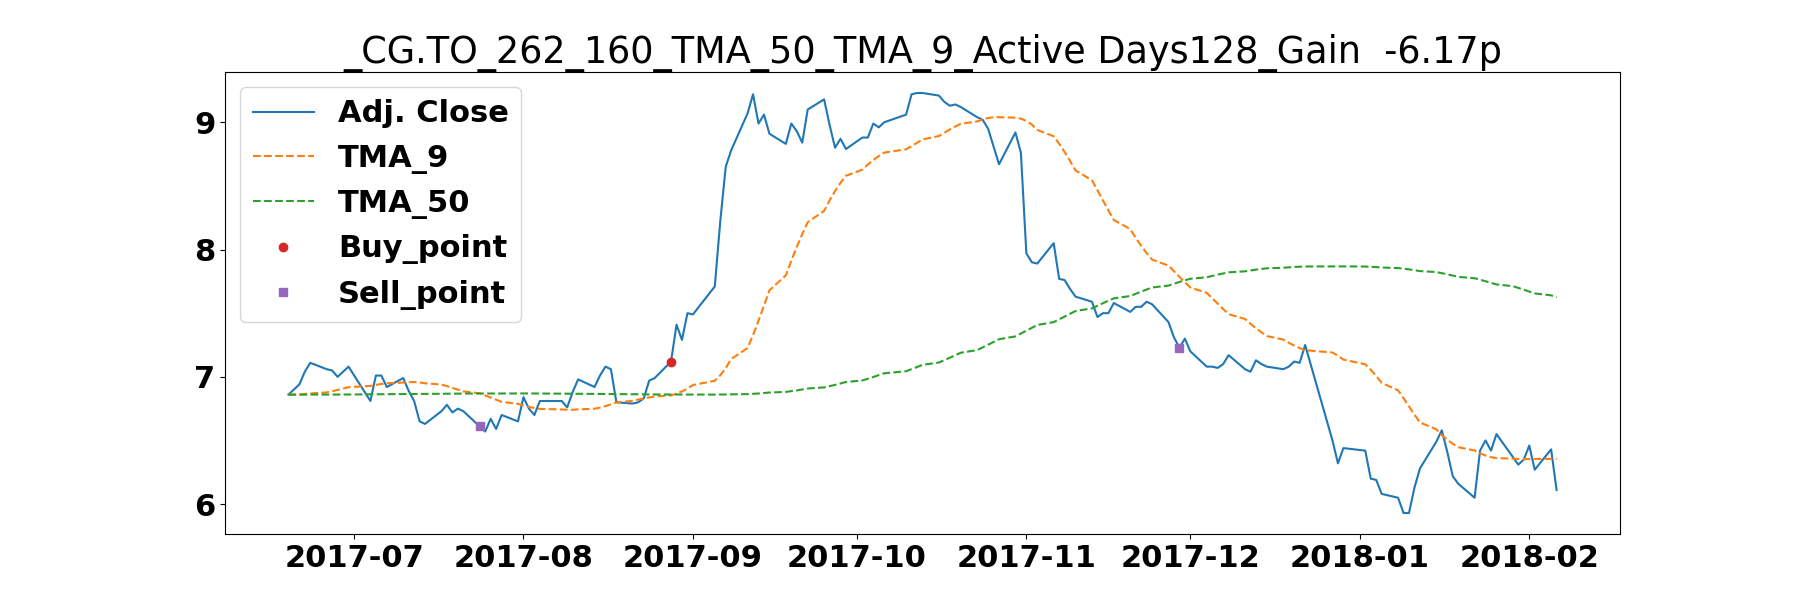 _CG.TO_262_160_TMA_50_TMA_9_Active Days128_Gain  -6.17p
Adj. Close
TMA_9
TMA_50
Buy_point
Sell_point
9
8
7
6
2017-07 2017-08 2017-09 2017-10 2017-11 2017-12 2018-01 2018-02